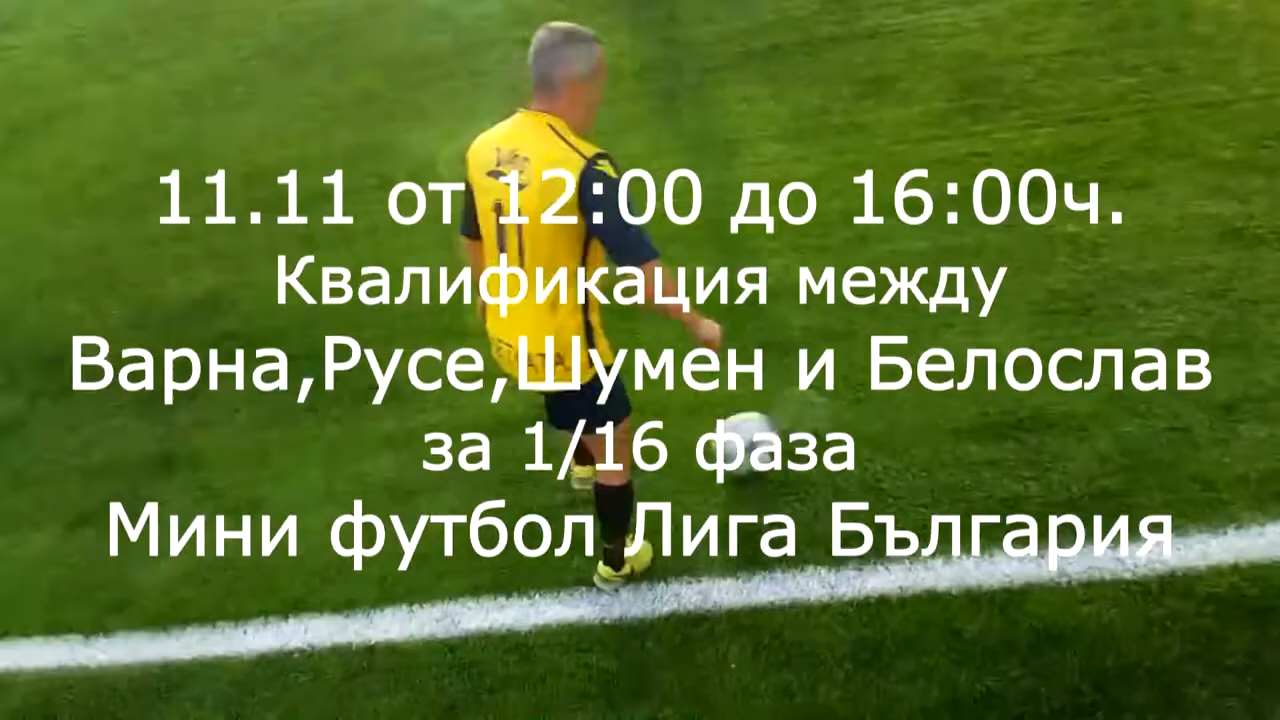 11.11 от 12:00 до 16:00ч.
Квалификация между
Варна,Русе,Шумен и Белослав
за 1/16 фаза
Мини футбол Лига България
11